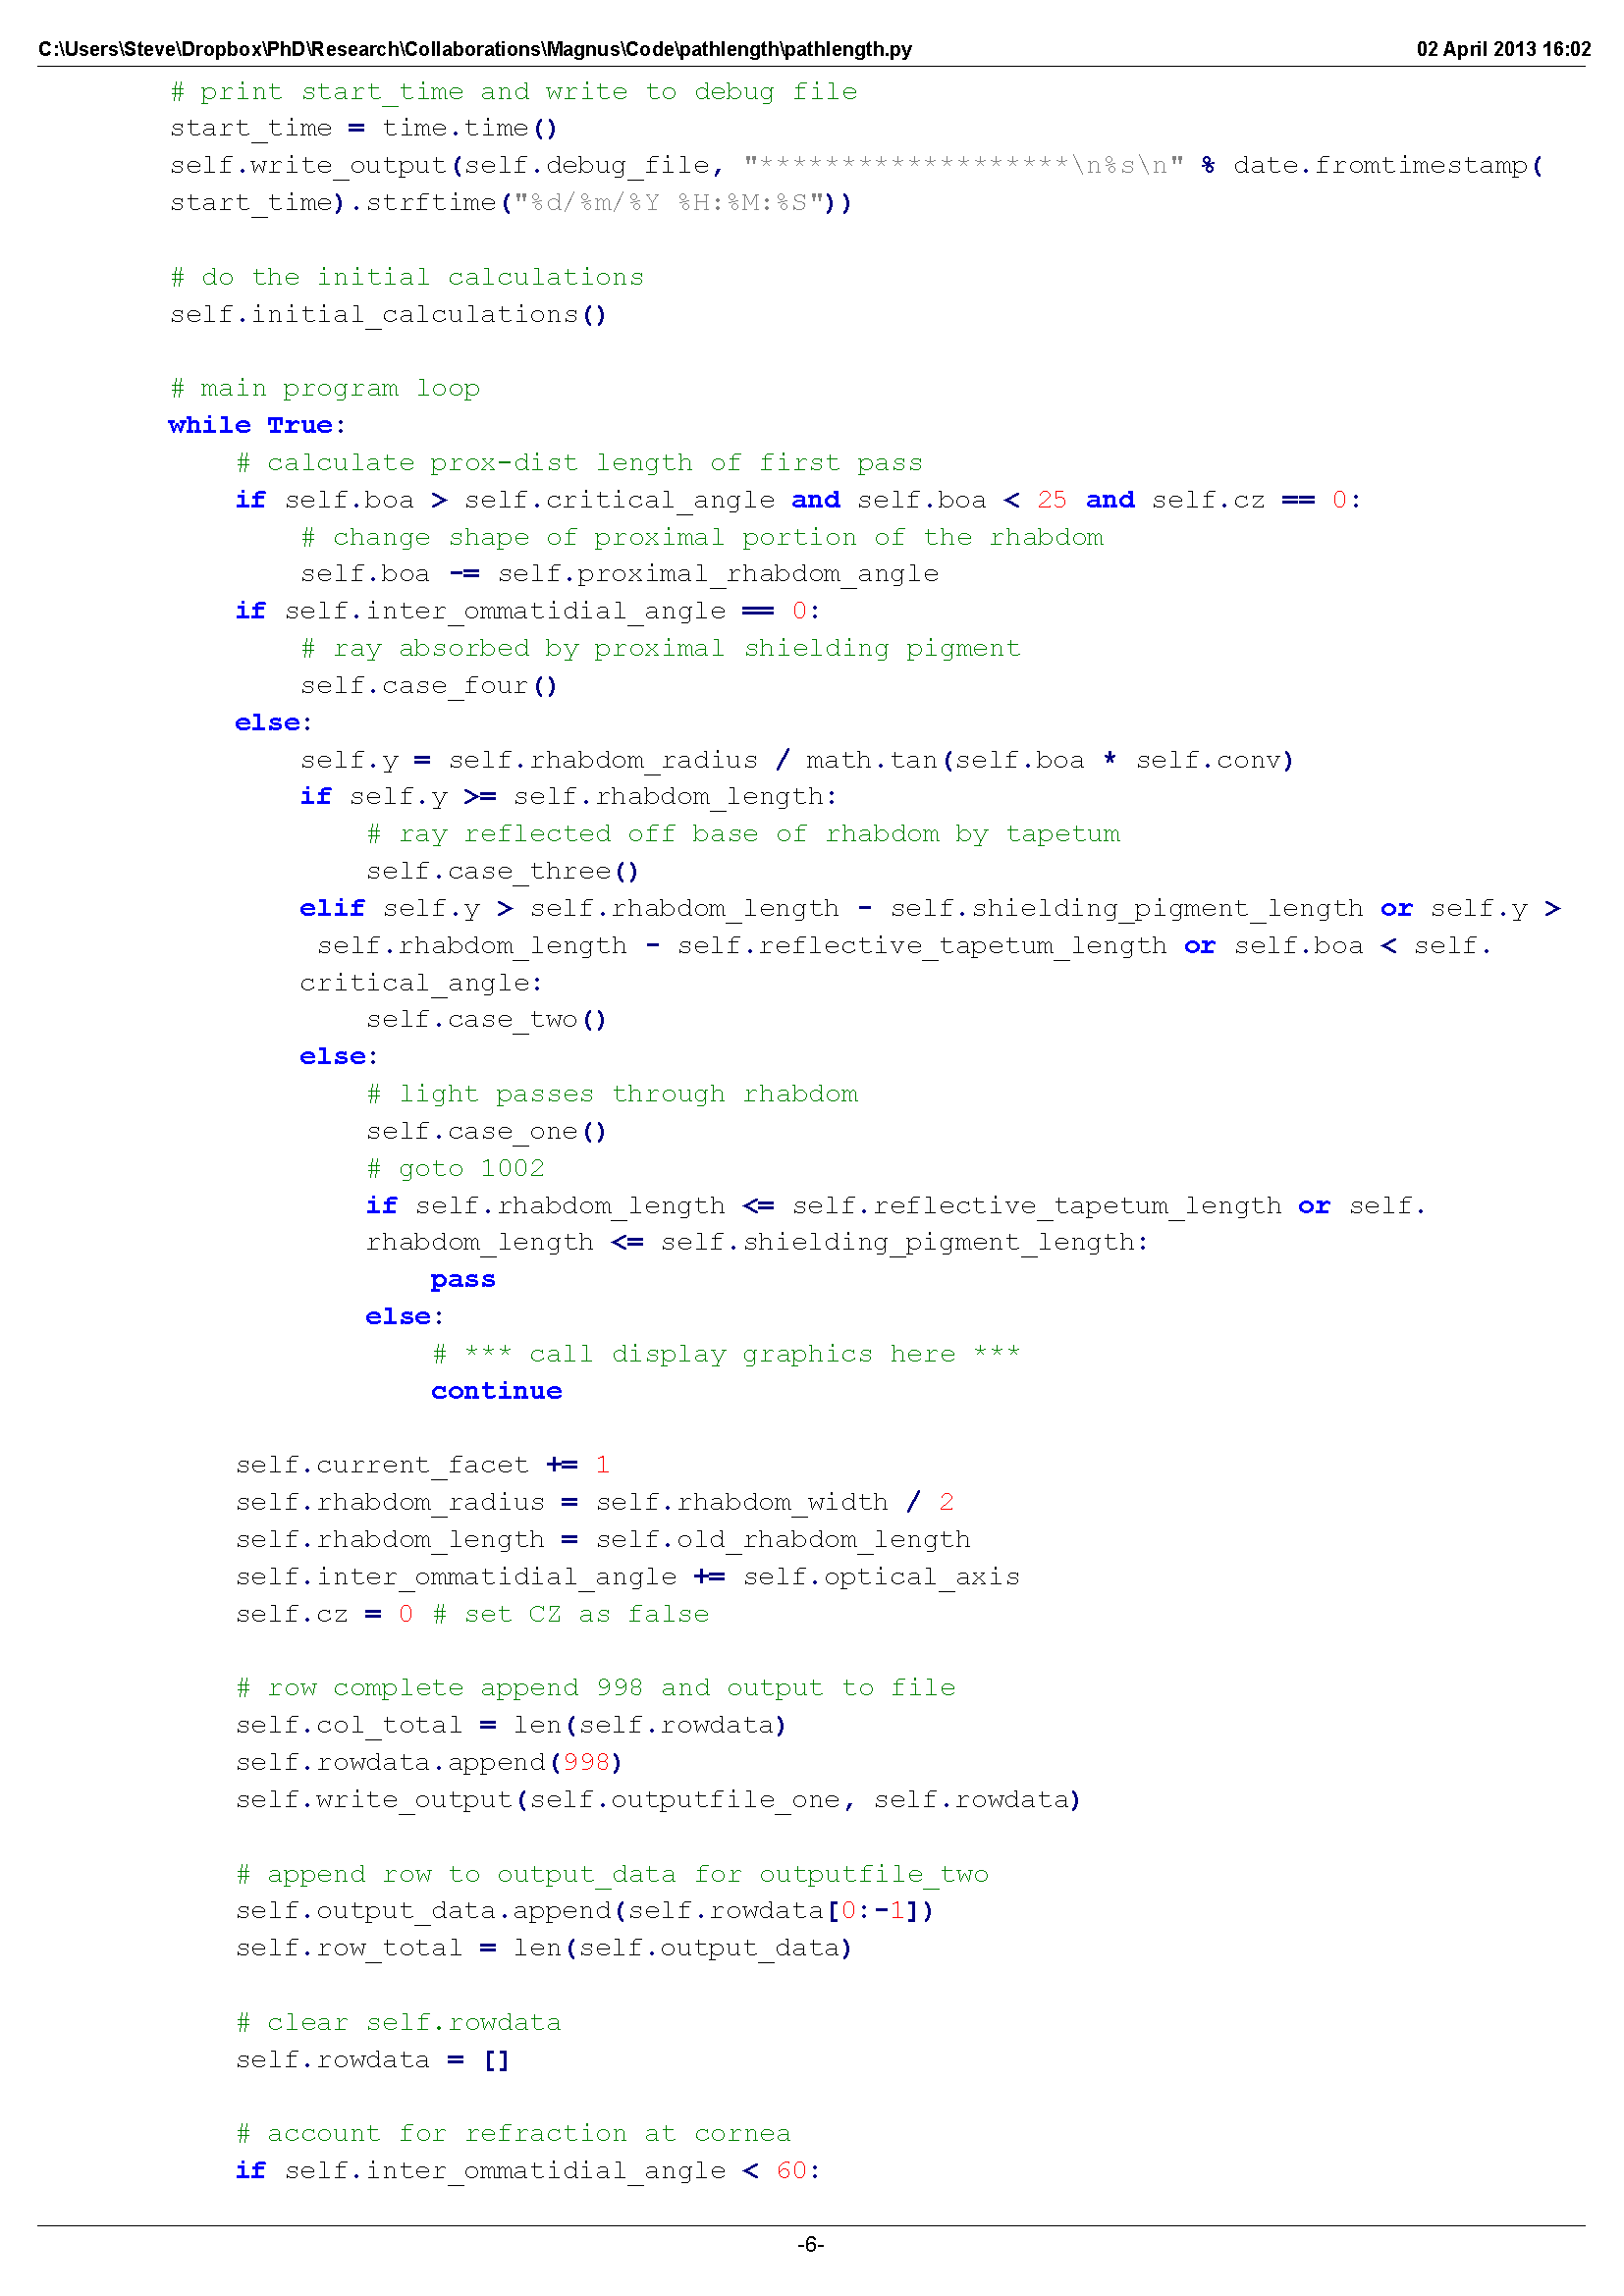 C:\Users\Steve\Dropbox\PhD\Research\Collaborations\Magnus\Code\pathlength\pathlength.py 02 April 2013 16:02
# print start_time and write to debug file
start_time = time.time()
self.write_output(self.debug_file, "*******************\n%s\n" % date.fromtimestamp(
start_time).strftime("%d/%m/%Y %H:%M:%S"))
# do the initial calculations
self.initial_calculations()
# main program loop
while True:
# calculate prox-dist length of first pass
if self.boa > self.critical_angle and self.boa < 25 and self.cz == 0:
# change shape of proximal portion of the rhabdom
self.boa -= self.proximal_rhabdom_angle
if self.inter_ommatidial_angle == 0:
# ray absorbed by proximal shielding pigment
self.case_four()
else:
self.y = self.rhabdom_radius / math.tan(self.boa * self.conv)
if self.y >= self.rhabdom_length:
# ray reflected off base of rhabdom by tapetum
self.case_three()
elif self.y > self.rhabdom_length - self.shielding_pigment_length or self.y >
self.rhabdom_length - self.reflective_tapetum_length or self.boa < self.
critical_angle:
self.case_two()
else:
# light passes through rhabdom
self.case_one()
# goto 1002
if self.rhabdom_length <= self.reflective_tapetum_length or self.
rhabdom_length <= self.shielding_pigment_length:
pass
else:
# *** call display graphics here ***
continue
self.current_facet += 1
self.rhabdom_radius = self.rhabdom_width / 2
self.rhabdom_length = self.old_rhabdom_length
self.inter_ommatidial_angle += self.optical_axis
self.cz = 0 # set CZ as false
# row complete append 998 and output to file
self.col_total = len(self.rowdata)
self.rowdata.append(998)
self.write_output(self.outputfile_one, self.rowdata)
# append row to output_data for outputfile_two
self.output_data.append(self.rowdata[0:-1])
self.row_total = len(self.output_data)
# clear self.rowdata
self.rowdata = []
# account for refraction at cornea
if self.inter_ommatidial_angle < 60:
-6-